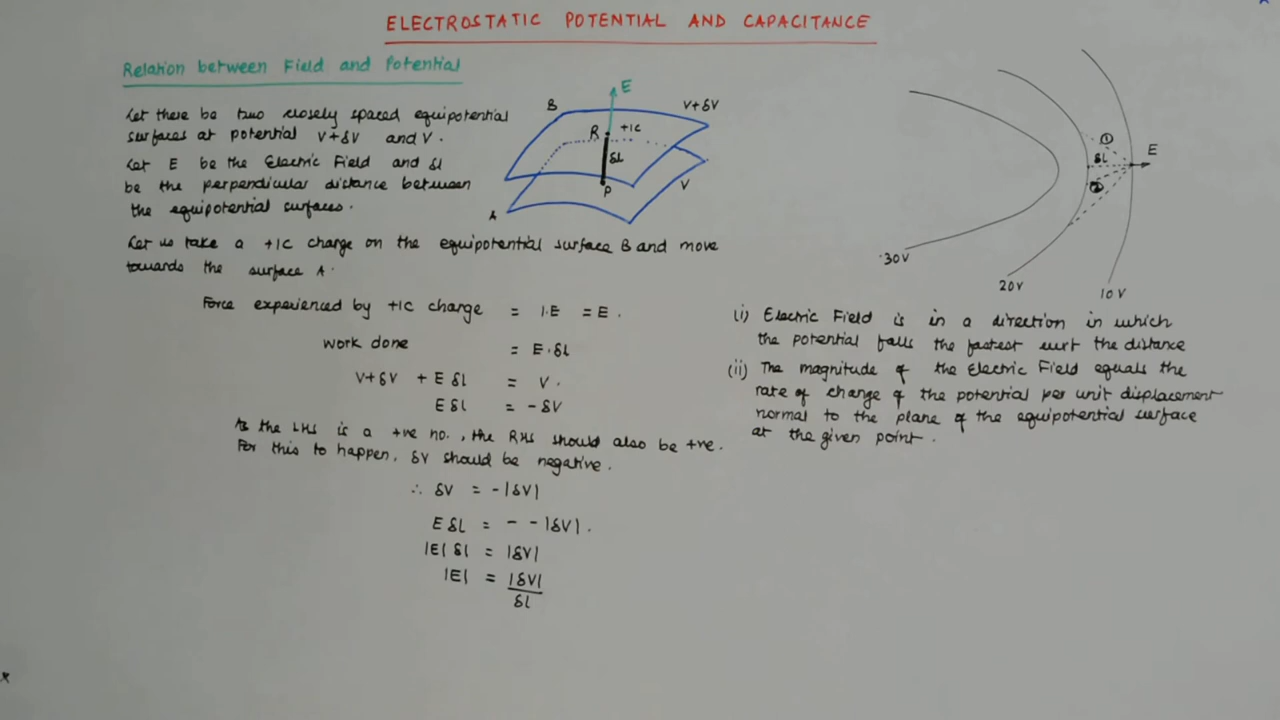 ELECTROSTATIC POTENTIAL AND CAPACITANCE
Relation between Field and Potential
Let there be two closely spaced equipotential
surfaces at potential V+δV and V.
Let E be the Electric Field and δl
be the perpendicular distance between
the equipotential surfaces.
Let us take a +1C charge on the equipotential surface B and move
towards the surface A.
E
B
V+δV
R
+1C
δl
P
V
A
Force experienced by +1C charge = 1.E = E.
work done = E.δl
V+δV + E δl = V.
E δl = -δV
As the LHS is a +ve no., the RHS should also be +ve.
For this to happen, δV should be negative.
∴ δV = -|δV|
E δl = - -|δV|.
|E| δl = |δV|
|E| = |δV|
δl
①
δl
E
②
30V
20V
10V
(i) Electric Field is in a direction in which
the potential falls the fastest wrt the distance
(ii) The magnitude of the Electric Field equals the
rate of change of the potential per unit displacement
normal to the plane of the equipotential surface
at the given point.